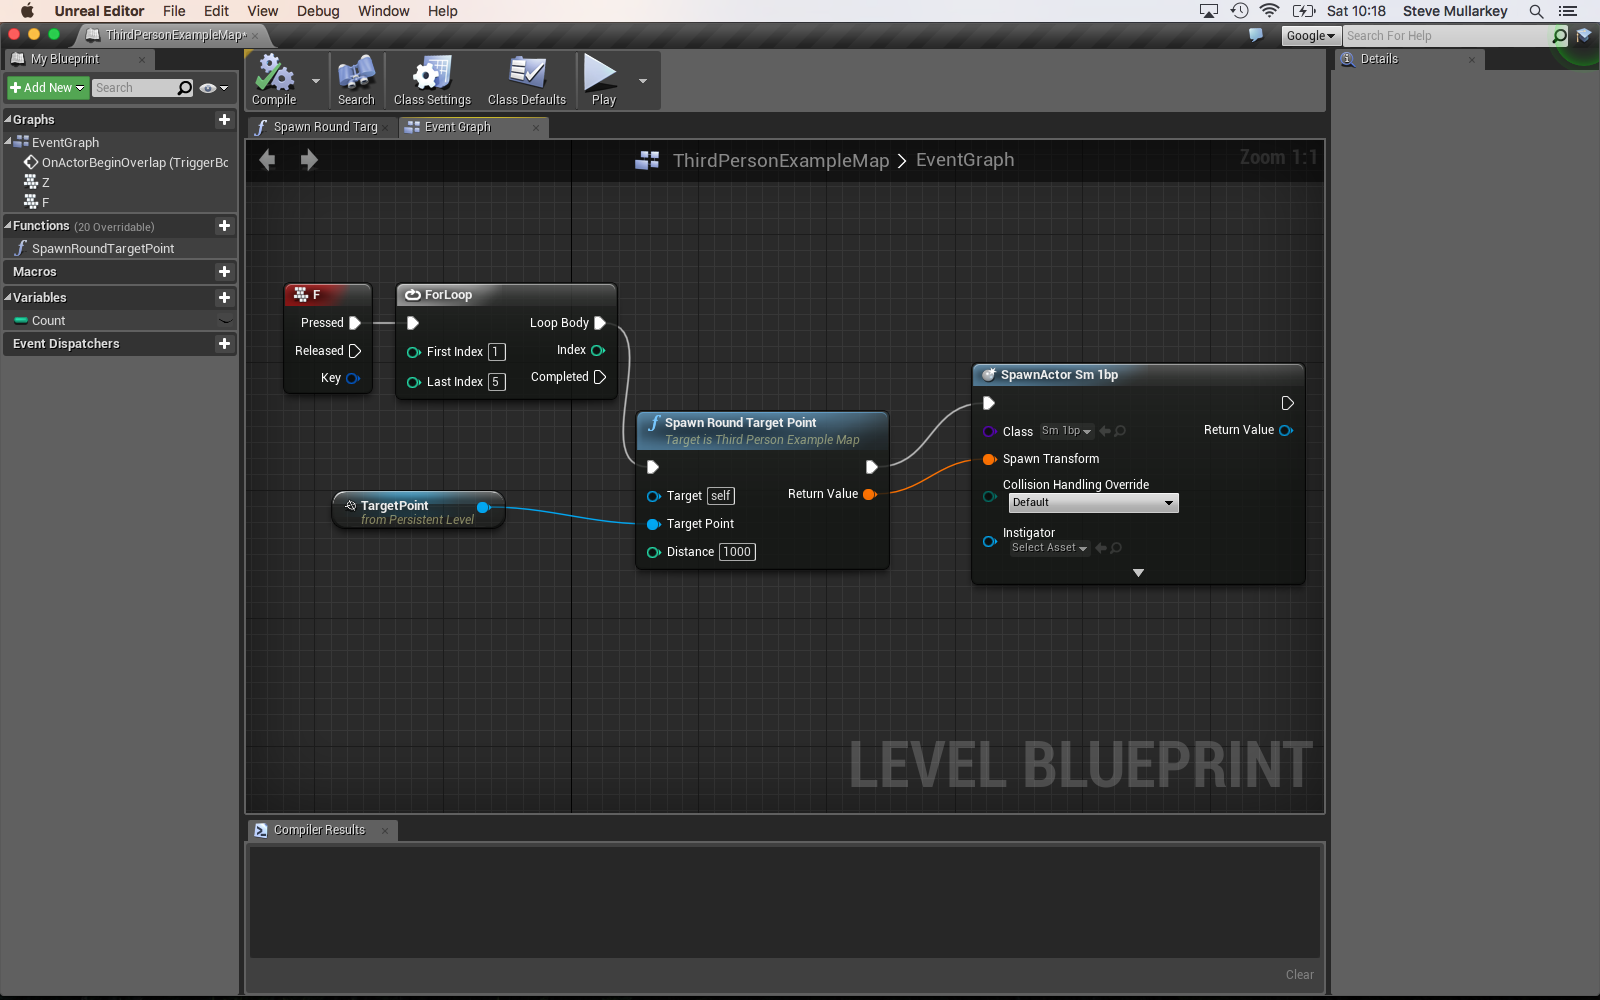 Unreal Editor File Edit View Debug Window Help Sat 10:18 Steve Mullarkey
ThirdPersonExampleMap* Google Search For Help
My Blueprint
Details
Add New Search
Compile Search Class Settings Class Defaults Play
Graphs
EventGraph
OnActorBeginOverlap (TriggerBo
Z
F
Functions (20 Overridable)
SpawnRoundTargetPoint
Macros
Variables
Count
Event Dispatchers
Spawn Round Targ Event Graph
ThirdPersonExampleMap > EventGraph Zoom 1:1
F
Pressed
Released
Key
ForLoop
Loop Body
First Index 1 Index
Last Index 5 Completed
TargetPoint
from Persistent Level
Spawn Round Target Point
Target is Third Person Example Map
Target self Return Value
Target Point
Distance 1000
SpawnActor Sm 1bp
Class Sm 1bp Return Value
Spawn Transform
Collision Handling Override
Default
Instigator
Select Asset
LEVEL BLUEPRINT
Compiler Results
Clear